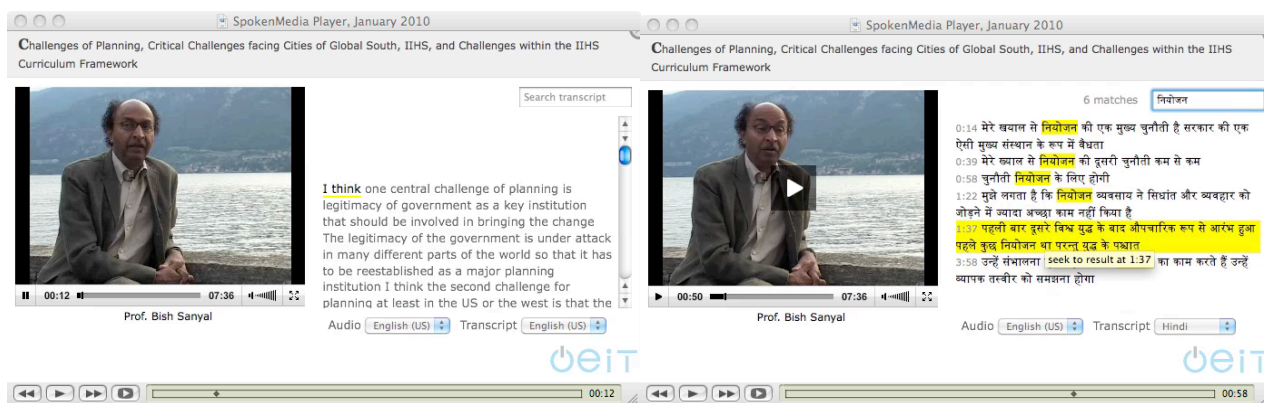 SpokenMedia Player, January 2010
Challenges of Planning, Critical Challenges facing Cities of Global South, IIHS, and Challenges within the IIHS
Curriculum Framework
Search transcript
I think one central challenge of planning is
legitimacy of government as a key institution
that should be involved in bringing the change
The legitimacy of the government is under attack
in many different parts of the world so that it has
to be reestablished as a major planning
institution I think the second challenge for
planning at least in the US or the west is that the
00:12
07:36
Prof. Bish Sanyal
Audio English (US) Transcript English (US)
oeiT
00:12
SpokenMedia Player, January 2010
Challenges of Planning, Critical Challenges facing Cities of Global South, IIHS, and Challenges within the IIHS
Curriculum Framework
6 matches नियोजन
0:14 मेरे खयाल से नियोजन की एक मुख्य चुनौती है सरकार की एक
ऐसी मुख्य संस्थान के रूप में वैधता
0:39 मेरे ख्याल से नियोजन की दूसरी चुनौती कम से कम
0:58 चुनौती नियोजन के लिए होगी
1:22 मुझे लगता है कि नियोजन व्यवसाय ने सिधांत और व्यवहार को
जोड़ने में ज्यादा अच्छा काम नहीं किया है
1:37 पहली बार दूसरे विश्व युद्ध के बाद औपचारिक रूप से आरंभ हुआ
पहले कुछ नियोजन था परन्तु युद्ध के पश्चात
seek to result at 1:37
3:58 उन्हें संभालना का काम करते हैं उन्हें
व्यापक तस्वीर को समझना होगा
00:50
07:36
Prof. Bish Sanyal
Audio English (US) Transcript Hindi
oeiT
00:58